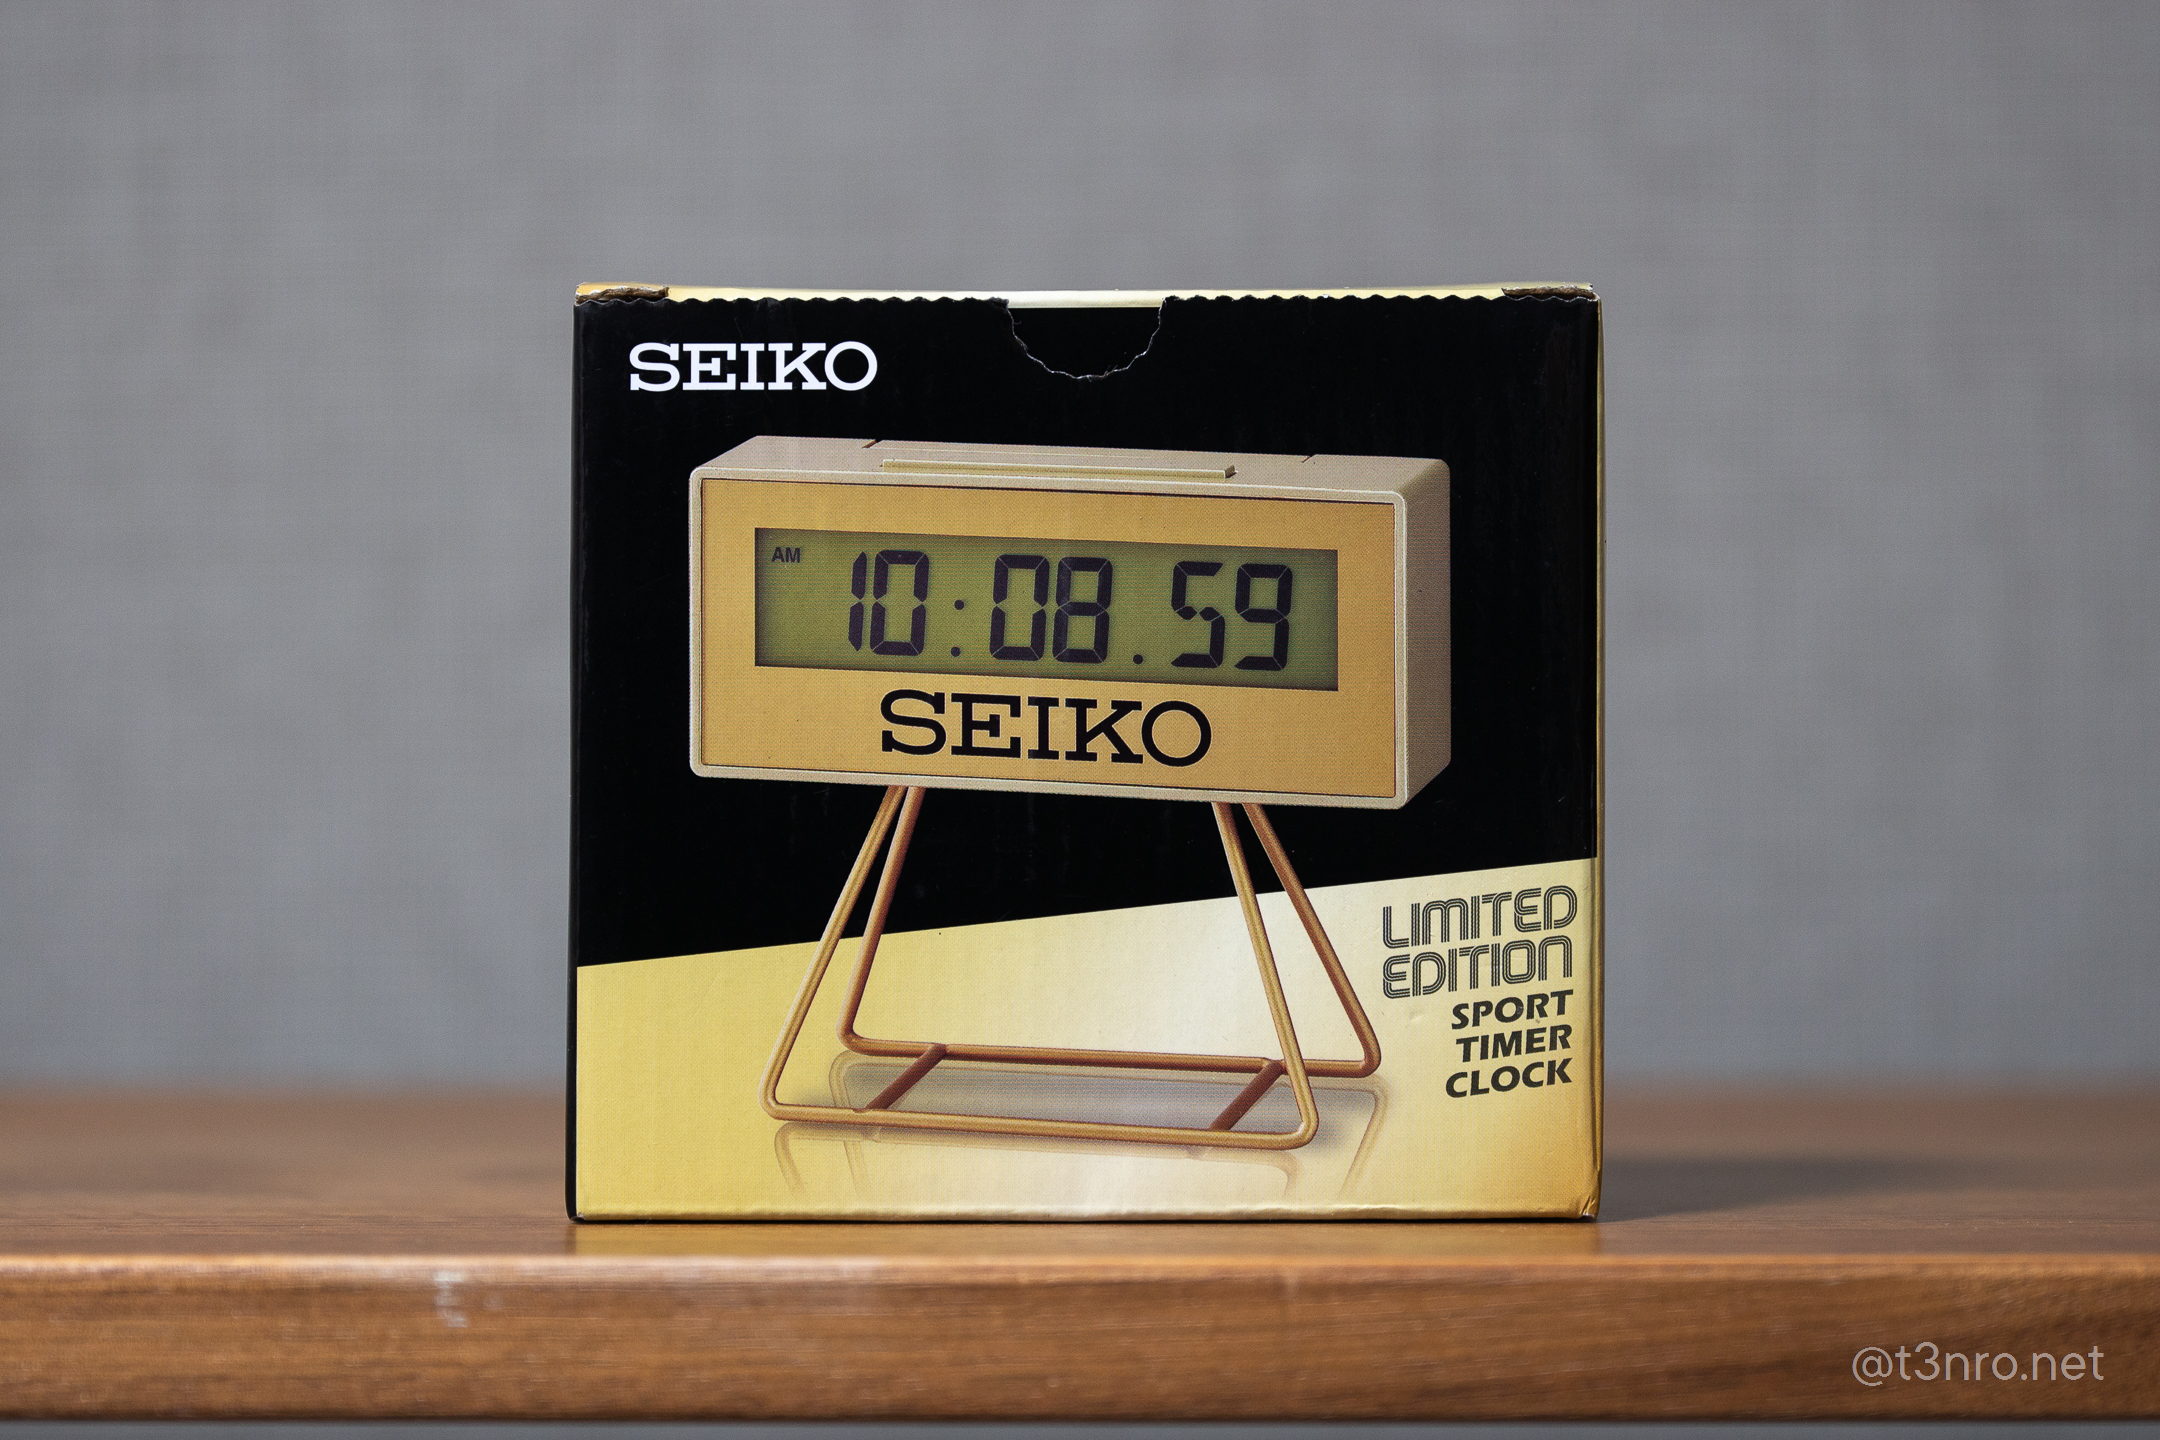 SEIKO
AM
10:08.59
SEIKO
LIMITED
EDITION
SPORT
TIMER
CLOCK
@t3nro.net